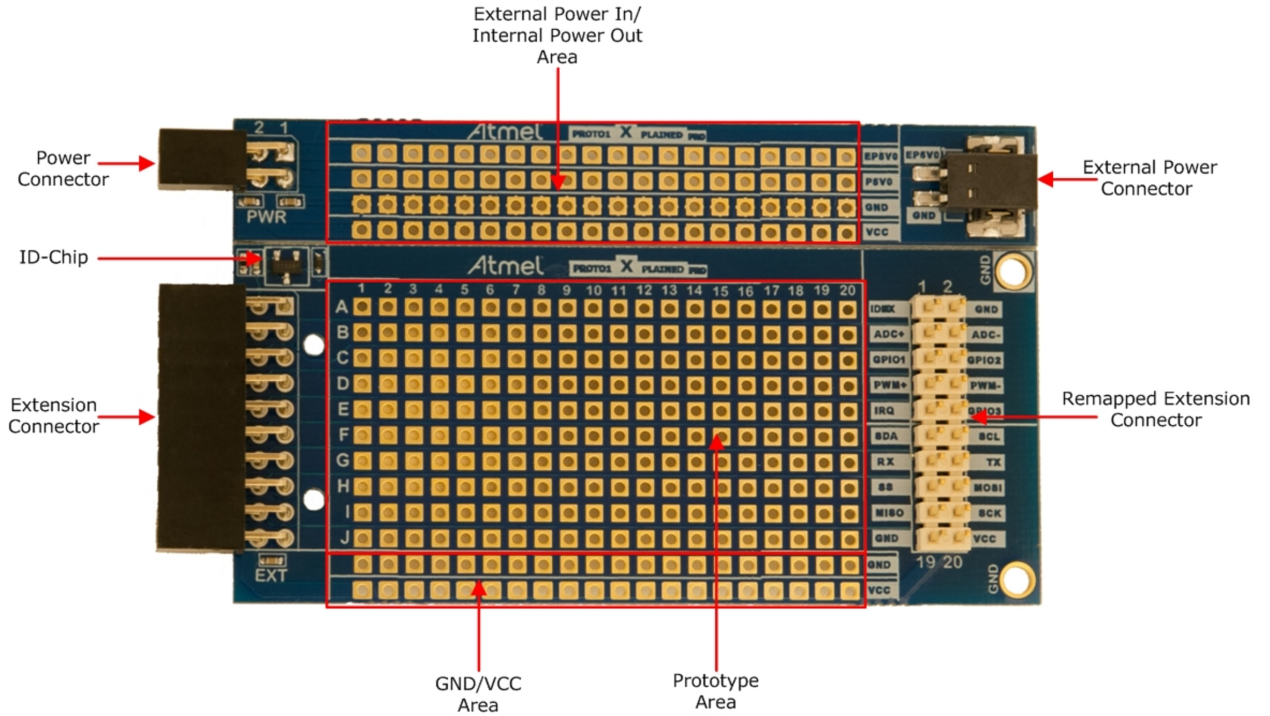 External Power In/
Internal Power Out
Area
2 1
Atmel PROTO1 X PLAINED PRO
EP5V0
EP5V0
P5V0
GND
GND
VCC
Power
Connector
PWR
External Power
Connector
ID-Chip
Atmel PROTO1 X PLAINED PRO
GND
1 2 3 4 5 6 7 8 9 10 11 12 13 14 15 16 17 18 19 20
1 2
A
B
C
D
E
F
G
H
I
J
GND
ADC+ ADC-
GPIO1 GPIO2
PWM+ PWM-
IRQ GPIO3
SDA SCL
RX TX
SS MOSI
MISO SCK
GND VCC
19 20
Extension
Connector
Remapped Extension
Connector
EXT
GND
VCC
GND
GND/VCC
Area
Prototype
Area